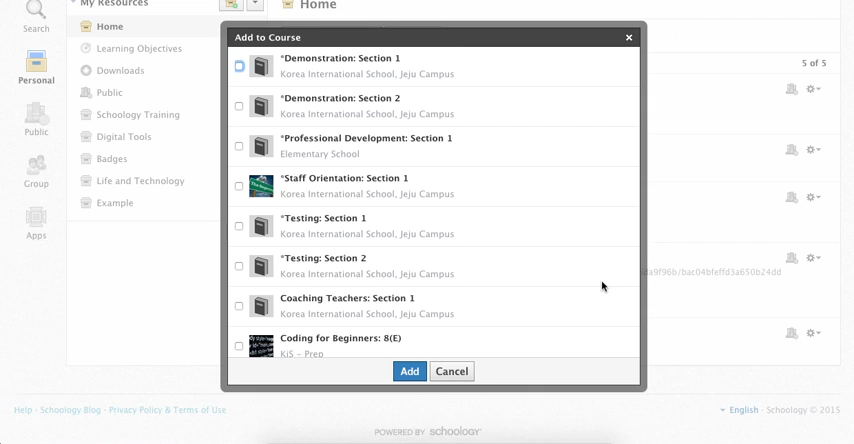 My Resources
Home
Search
Home
Learning Objectives
Downloads
Personal
Public
Schoology Training
Public
Digital Tools
Badges
Group
Life and Technology
Example
Apps
Add to Course
×
5 of 5
*Demonstration: Section 1
Korea International School, Jeju Campus
*Demonstration: Section 2
Korea International School, Jeju Campus
*Professional Development: Section 1
Elementary School
*Staff Orientation: Section 1
Korea International School, Jeju Campus
*Testing: Section 1
Korea International School, Jeju Campus
*Testing: Section 2
Korea International School, Jeju Campus
Coaching Teachers: Section 1
Korea International School, Jeju Campus
Coding for Beginners: 8(E)
KIS - Prep
Add
Cancel
Help · Schoology Blog · Privacy Policy & Terms of Use
English · Schoology © 2015
POWERED BY schoology